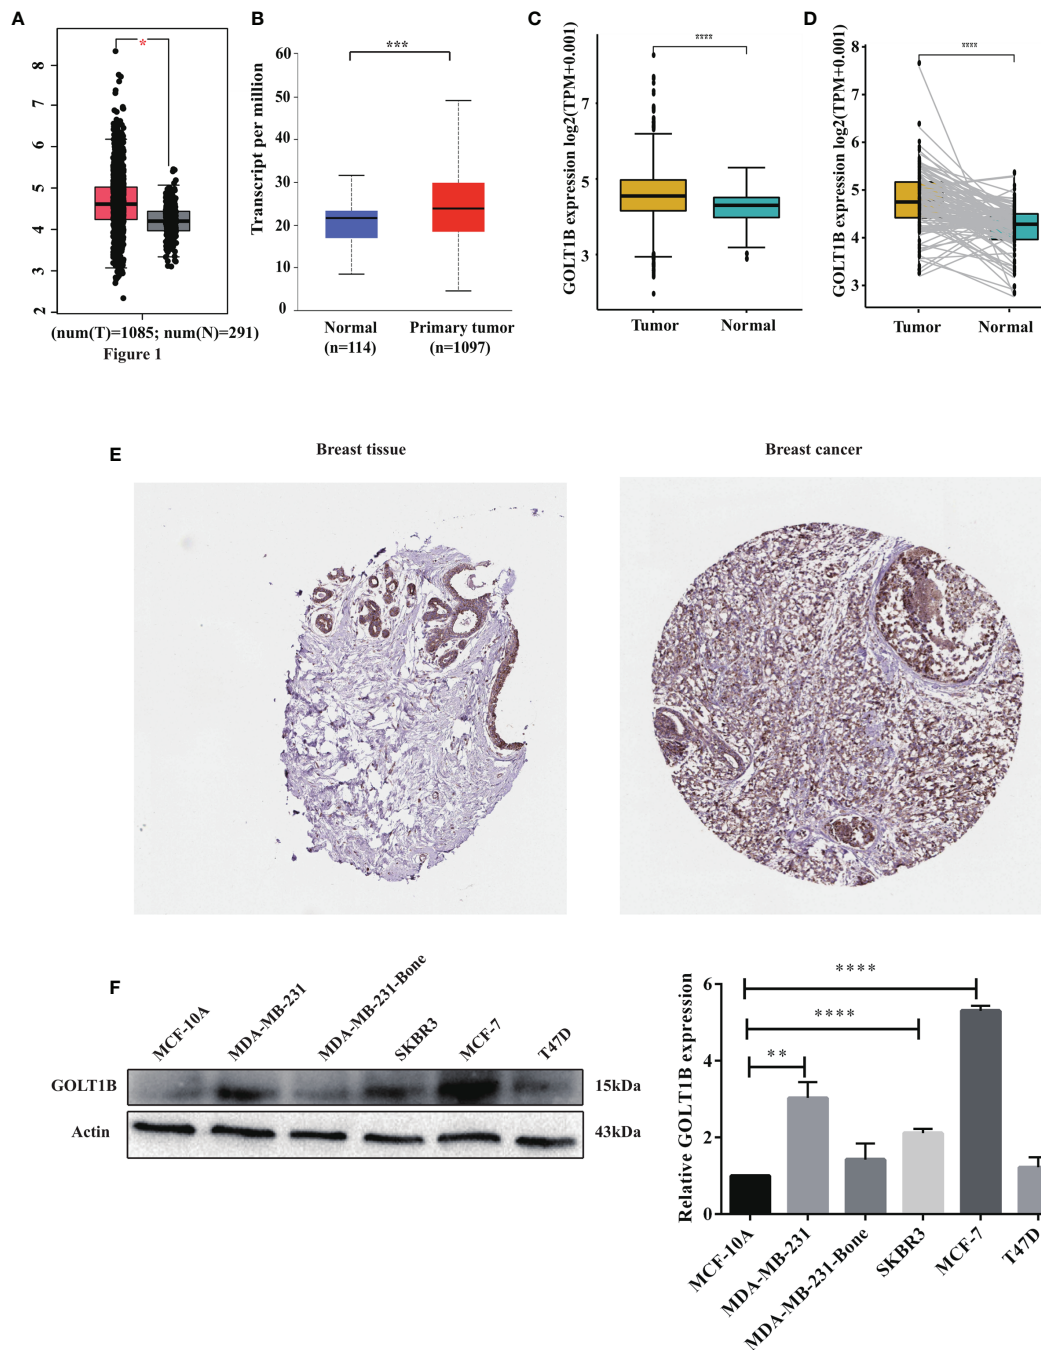 A
B
C
D
*
8
7
6
5
4
3
2
(num(T)=1085; num(N)=291)
Figure 1
Transcript per million
60
50
40
30
20
10
0
***
Normal
(n=114)
Primary tumor
(n=1097)
GOLT1B expression log2(TPM+0.001)
7
5
3
****
Tumor
Normal
GOLT1B expression log2(TPM+0.001)
8
7
6
5
4
3
****
Tumor
Normal
E
Breast tissue
Breast cancer
F
MCF-10A
MDA-MB-231
MDA-MB-231-Bone
SKBR3
MCF-7
T47D
GOLT1B
15kDa
Actin
43kDa
Relative GOLT1B expression
6
4
2
0
****
****
**
MCF-10A
MDA-MB-231
MDA-MB-231-Bone
SKBR3
MCF-7
T47D